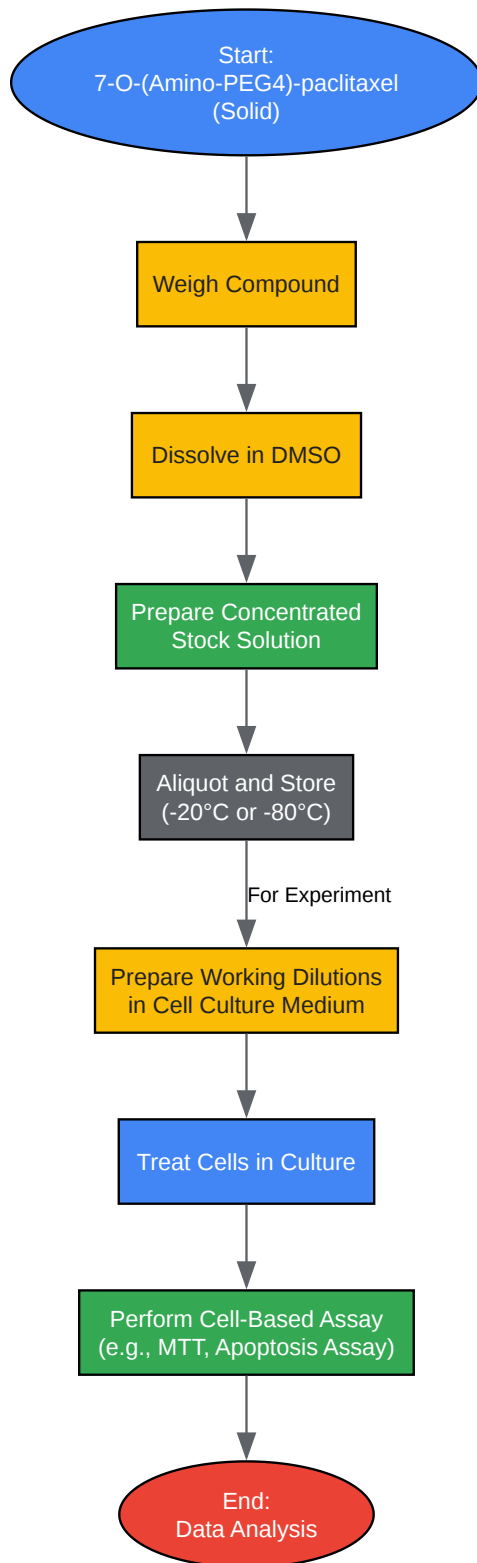 Start:
7-O-(Amino-PEG4)-paclitaxel
(Solid)
Weigh Compound
Dissolve in DMSO
Prepare Concentrated
Stock Solution
Aliquot and Store
(-20°C or -80°C)
For Experiment
Prepare Working Dilutions
in Cell Culture Medium
Treat Cells in Culture
Perform Cell-Based Assay
(e.g., MTT, Apoptosis Assay)
End:
Data Analysis